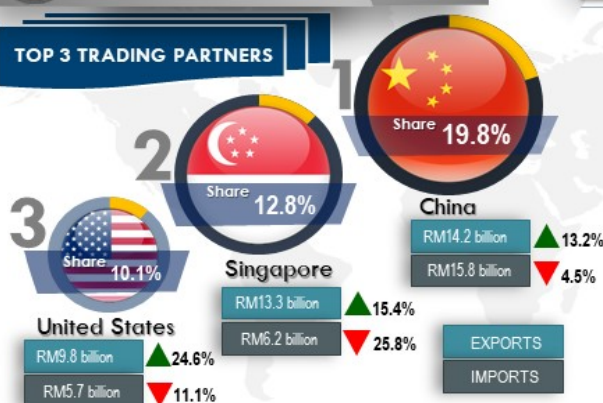 TOP 3 TRADING PARTNERS
1
Share 19.8%
China
RM14.2 billion 13.2%
RM15.8 billion 4.5%
2
Share 12.8%
Singapore
RM13.3 billion 15.4%
RM6.2 billion 25.8%
3
Share 10.1%
United States
RM9.8 billion 24.6%
RM5.7 billion 11.1%
EXPORTS
IMPORTS